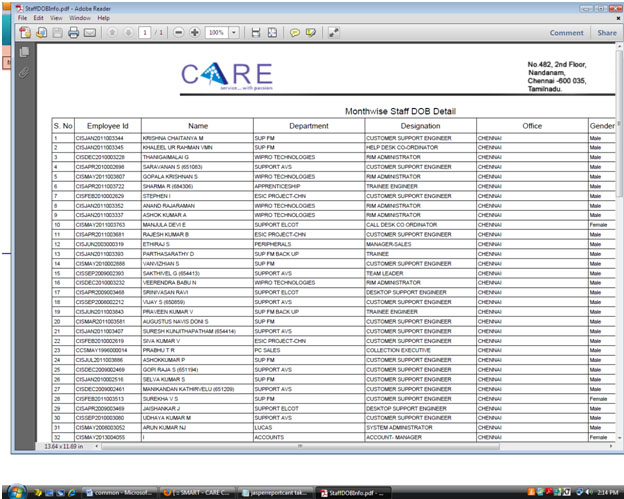 StaffDOBInfo.pdf - Adobe Reader
File Edit View Window Help
1 / 1 100% Comment Share
CARE
service... with passion
No.482, 2nd Floor,
Nandanam,
Chennai -600 035,
Tamilnadu.
Monthwise Staff DOB Detail
S. No Employee Id Name Department Designation Office Gender
1 CISJAN2011003344 KRISHNA CHAITANYA M SUP FM CUSTOMER SUPPORT ENGINEER CHENNAI Male
2 CISJAN2011003345 KHALEEL UR RAHMAN VMN SUP FM HELP DESK CO-ORDINATOR CHENNAI Male
3 CISDEC2010003226 THANIGAIMALAI G WIPRO TECHNOLOGIES RIM ADMINISTRATOR CHENNAI Male
4 CISAPR2010002698 SARAVANAN S (651083) SUPPORT AVS CUSTOMER SUPPORT ENGINEER CHENNAI Male
5 CISMAY2011003807 GOPALA KRISHNAN S WIPRO TECHNOLOGIES RIM ADMINISTRATOR CHENNAI Male
6 CISAPR2011003722 SHARMA R (684306) APPRENTICESHIP TRAINEE ENGINEER CHENNAI Male
7 CISFEB2010002629 STEPHEN I ESIC PROJECT-CHN CUSTOMER SUPPORT ENGINEER CHENNAI Male
8 CISJAN2011003352 ANAND RAJARAMAN WIPRO TECHNOLOGIES RIM ADMINISTRATOR CHENNAI Male
9 CISJAN2011003337 ASHOK KUMAR A WIPRO TECHNOLOGIES RIM ADMINISTRATOR CHENNAI Male
10 CISMAY2011003763 MANJULA DEVI E SUPPORT ELCOT CALL DESK CO ORDINATOR CHENNAI Female
11 CISAPR2011003681 RAJESH KUMAR B ESIC PROJECT-CHN CUSTOMER SUPPORT ENGINEER CHENNAI Male
12 CISJUN2003000319 ETHIRAJ S PERIPHERALS MANAGER-SALES CHENNAI Male
13 CISJAN2011003393 PARTHASARATHY D SUP FM BACK UP TRAINEE CHENNAI Male
14 CISMAY2010002886 VANVIZHIAN S SUP FM CUSTOMER SUPPORT ENGINEER CHENNAI Male
15 CISSEP2009002393 SAKTHIVEL G (654413) SUPPORT AVS TEAM LEADER CHENNAI Male
16 CISDEC2010003232 VEERENDRA BABU N WIPRO TECHNOLOGIES RIM ADMINISTRATOR CHENNAI Male
17 CISAPR2009003468 SRINIVASAN RAVI SUPPORT ELCOT DESKTOP SUPPORT ENGINEER CHENNAI Male
18 CISSEP2008002212 VIJAY S (650859) SUPPORT AVS CUSTOMER SUPPORT ENGINEER CHENNAI Male
19 CISJUN2011003843 PRAVEEN KUMAR V SUP FM BACK UP TRAINEE ENGINEER CHENNAI Male
20 CISMAR2011003581 AUGUSTUS NAVIS DONI S SUP FM CUSTOMER SUPPORT ENGINEER CHENNAI Male
21 CISJAN2011003407 SURESH KUNJITHAPATHAM (654414) SUPPORT AVS CUSTOMER SUPPORT ENGINEER CHENNAI Male
22 CISFEB2010002619 SIVA KUMAR V ESIC PROJECT-CHN CUSTOMER SUPPORT ENGINEER CHENNAI Male
23 CCSMAY1996000014 PRABHU T R PC SALES COLLECTION EXECUTIVE CHENNAI Male
24 CISJUL2011003886 ASHOKKUMAR P SUP FM CUSTOMER SUPPORT ENGINEER CHENNAI Male
25 CISDEC2009002469 GOPI RAJA S (651194) SUPPORT AVS CUSTOMER SUPPORT ENGINEER CHENNAI Male
26 CISJAN2010002516 SELVA KUMAR S SUP FM CUSTOMER SUPPORT ENGINEER CHENNAI Male
27 CISDEC2009002461 MANIKANDAN KATHIRVELU (651209) SUPPORT AVS CUSTOMER SUPPORT ENGINEER CHENNAI Male
28 CISFEB2011003513 SUREKHA V S SUP FM CUSTOMER SUPPORT ENGINEER CHENNAI Female
29 CISAPR2009003469 JAISHANKAR J SUPPORT ELCOT DESKTOP SUPPORT ENGINEER CHENNAI Male
30 CISSEP2010003060 UDHAYA KUMAR M SUPPORT AVS CUSTOMER SUPPORT ENGINEER CHENNAI Male
31 CISMAY2008003052 ARUN KUMAR NJ LUCAS SYSTEM ADMINISTRATOR CHENNAI Male
32 CISMAY2013004055 I ACCOUNTS ACCOUNT- MANAGER CHENNAI Female
13.64 x 11.69 in
common - Microsof... [ :: SMART - CARE C... jasperreportcant tak... StaffDOBInfo.pdf - ... 2:14 PM